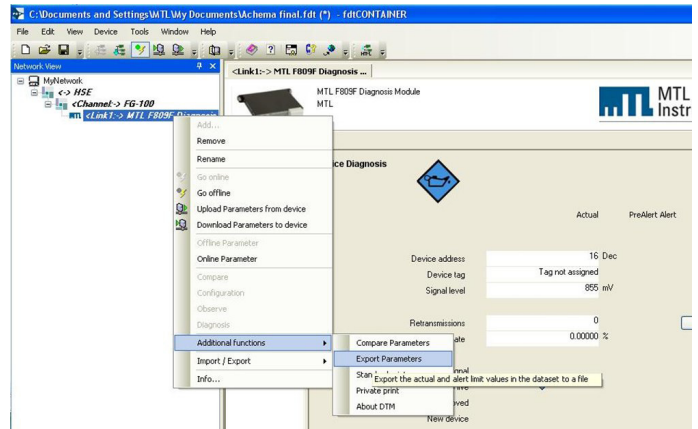 C:\Documents and Settings\MTL\My Documents\Achema final.fdt (*) - fdtCONTAINER
File Edit View Device Tools Window Help
Network View
<Link1:-> MTL F809F Diagnosis ...
MyNetwork
<-> HSE
<Channel:-> FG-100
<Link1:-> MTL F809F Diagnosis
MTL F809F Diagnosis Module
MTL
MTL
Instr
Add...
Remove
Rename
Go online
Go offline
Upload Parameters from device
Download Parameters to device
Offline Parameter
Online Parameter
Compare
Configuration
Observe
Diagnosis
Additional functions
Import / Export
Info...
Compare Parameters
Export Parameters
Private print
About DTM
Export the actual and alert limit values in the dataset to a file
ice Diagnosis
Actual PreAlert Alert
Device address 16 Dec
Device tag Tag not assigned
Signal level 855 mV
Retransmissions 0
ate 0.00000 %
New device